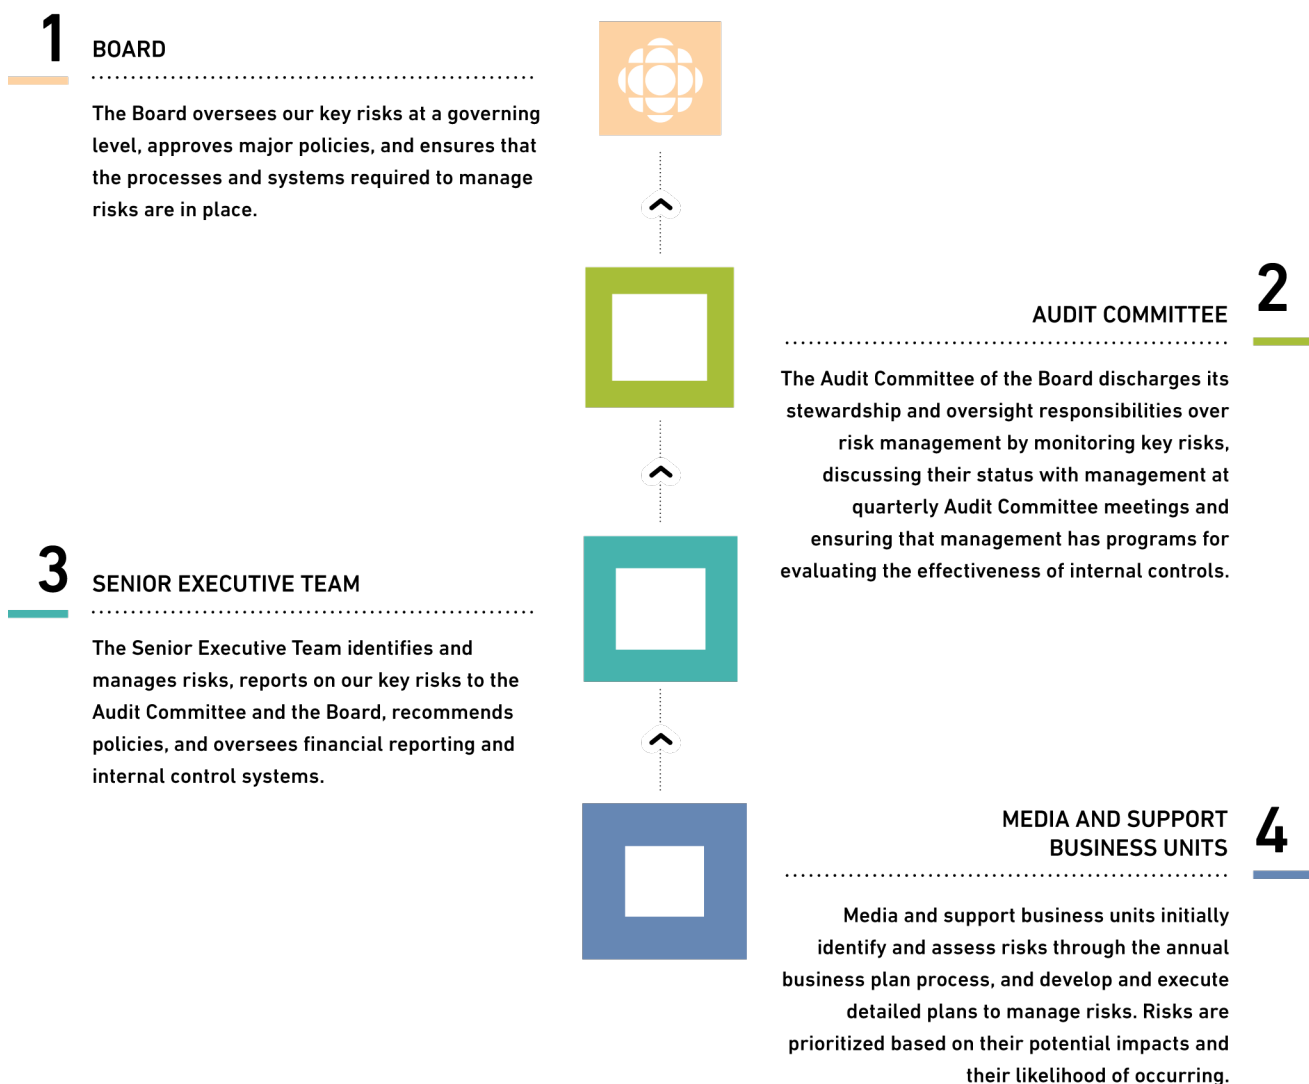 1
BOARD
The Board oversees our key risks at a governing
level, approves major policies, and ensures that
the processes and systems required to manage
risks are in place.
2
AUDIT COMMITTEE
The Audit Committee of the Board discharges its
stewardship and oversight responsibilities over
risk management by monitoring key risks,
discussing their status with management at
quarterly Audit Committee meetings and
ensuring that management has programs for
evaluating the effectiveness of internal controls.
3
SENIOR EXECUTIVE TEAM
The Senior Executive Team identifies and
manages risks, reports on our key risks to the
Audit Committee and the Board, recommends
policies, and oversees financial reporting and
internal control systems.
4
MEDIA AND SUPPORT
BUSINESS UNITS
Media and support business units initially
identify and assess risks through the annual
business plan process, and develop and execute
detailed plans to manage risks. Risks are
prioritized based on their potential impacts and
their likelihood of occurring.